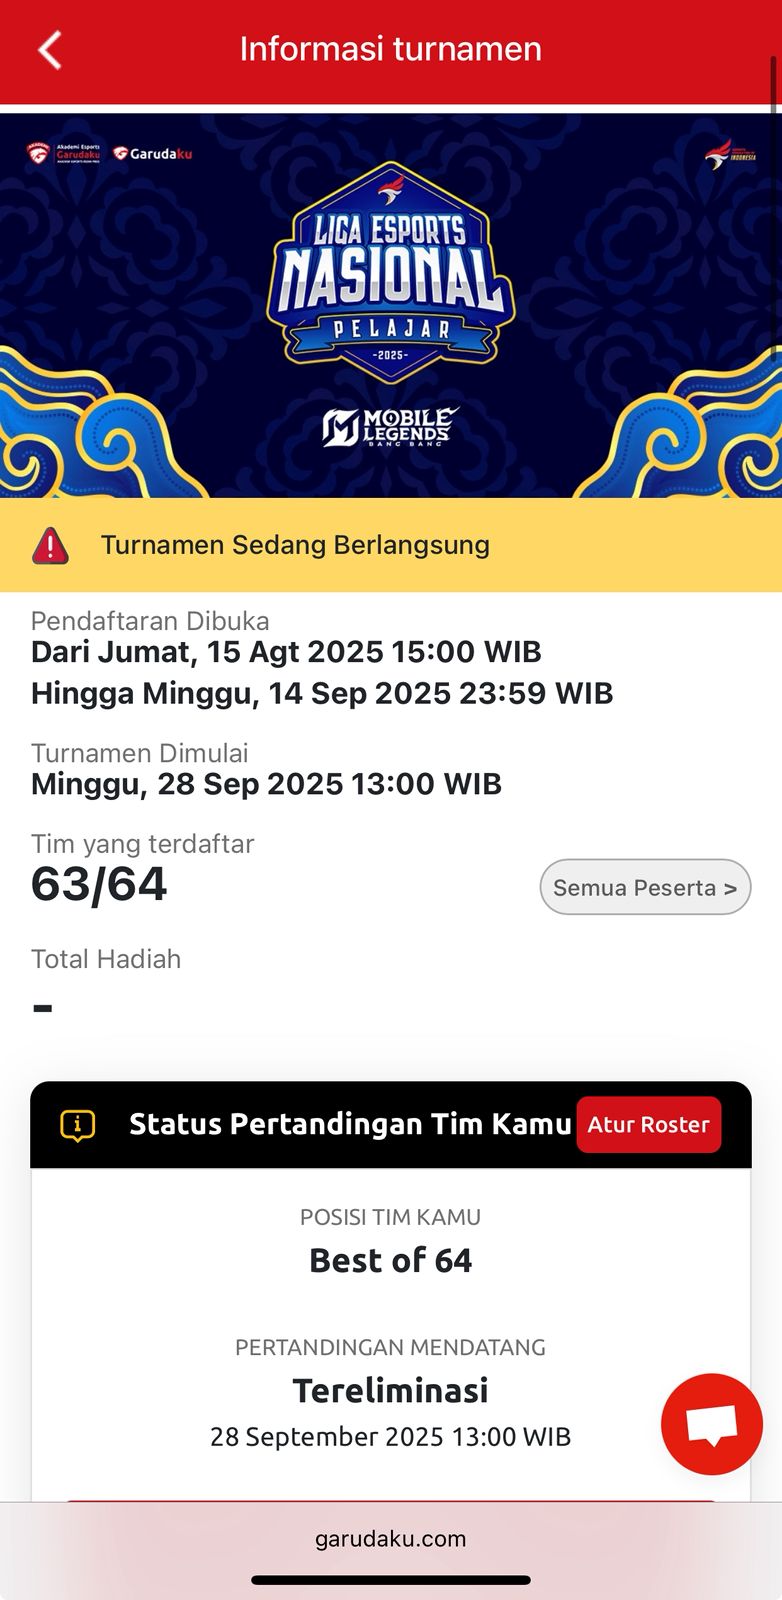 Informasi turnamen
Akademi Esports
Garudaku
Garudaku
INDONESIA
LIGA ESPORTS
NASIONAL
PELAJAR
-2025-
MOBILE
LEGENDS
BANG BANG
Turnamen Sedang Berlangsung
Pendaftaran Dibuka
Dari Jumat, 15 Agt 2025 15:00 WIB
Hingga Minggu, 14 Sep 2025 23:59 WIB
Turnamen Dimulai
Minggu, 28 Sep 2025 13:00 WIB
Tim yang terdaftar
63/64
Semua Peserta >
Total Hadiah
-
Status Pertandingan Tim Kamu
Atur Roster
POSISI TIM KAMU
Best of 64
PERTANDINGAN MENDATANG
Tereliminasi
28 September 2025 13:00 WIB
garudaku.com